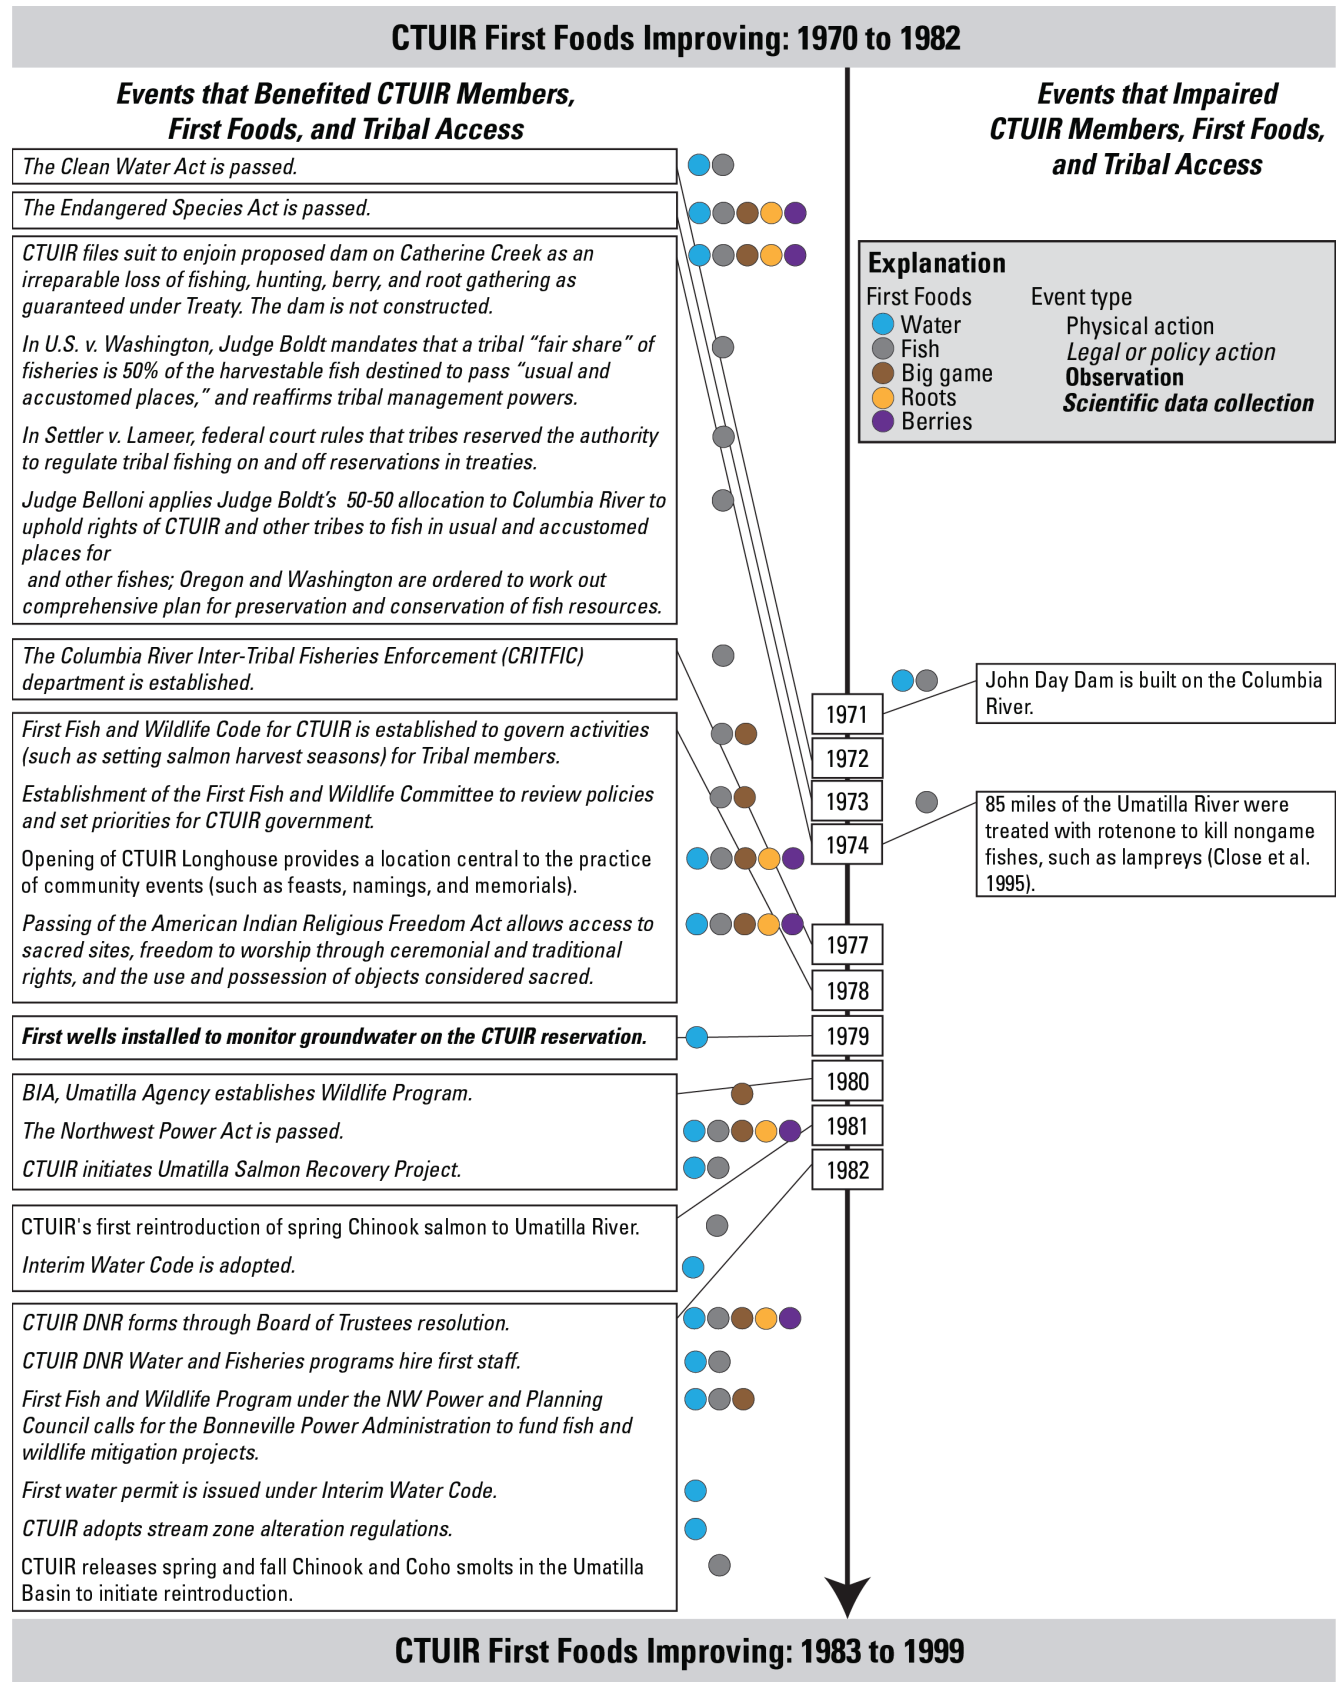 CTUIR First Foods Improving: 1970 to 1982
Events that Benefited CTUIR Members,
First Foods, and Tribal Access
Events that Impaired
CTUIR Members, First Foods,
and Tribal Access
The Clean Water Act is passed.
The Endangered Species Act is passed.
CTUIR files suit to enjoin proposed dam on Catherine Creek as an
irreparable loss of fishing, hunting, berry, and root gathering as
guaranteed under Treaty. The dam is not constructed.
In U.S. v. Washington, Judge Boldt mandates that a tribal “fair share” of
fisheries is 50% of the harvestable fish destined to pass “usual and
accustomed places,” and reaffirms tribal management powers.
In Settler v. Lameer, federal court rules that tribes reserved the authority
to regulate tribal fishing on and off reservations in treaties.
Judge Belloni applies Judge Boldt’s  50-50 allocation to Columbia River to
uphold rights of CTUIR and other tribes to fish in usual and accustomed
places for
and other fishes; Oregon and Washington are ordered to work out
comprehensive plan for preservation and conservation of fish resources.
Explanation
First Foods
Water
Fish
Big game
Roots
Berries
Event type
Physical action
Legal or policy action
Observation
Scientific data collection
The Columbia River Inter-Tribal Fisheries Enforcement (CRITFIC)
department is established.
First Fish and Wildlife Code for CTUIR is established to govern activities
(such as setting salmon harvest seasons) for Tribal members.
Establishment of the First Fish and Wildlife Committee to review policies
and set priorities for CTUIR government.
Opening of CTUIR Longhouse provides a location central to the practice
of community events (such as feasts, namings, and memorials).
Passing of the American Indian Religious Freedom Act allows access to
sacred sites, freedom to worship through ceremonial and traditional
rights, and the use and possession of objects considered sacred.
First wells installed to monitor groundwater on the CTUIR reservation.
BIA, Umatilla Agency establishes Wildlife Program.
The Northwest Power Act is passed.
CTUIR initiates Umatilla Salmon Recovery Project.
CTUIR's first reintroduction of spring Chinook salmon to Umatilla River.
Interim Water Code is adopted.
CTUIR DNR forms through Board of Trustees resolution.
CTUIR DNR Water and Fisheries programs hire first staff.
First Fish and Wildlife Program under the NW Power and Planning
Council calls for the Bonneville Power Administration to fund fish and
wildlife mitigation projects.
First water permit is issued under Interim Water Code.
CTUIR adopts stream zone alteration regulations.
CTUIR releases spring and fall Chinook and Coho smolts in the Umatilla
Basin to initiate reintroduction.
1971
1972
1973
1974
1977
1978
1979
1980
1981
1982
John Day Dam is built on the Columbia
River.
85 miles of the Umatilla River were
treated with rotenone to kill nongame
fishes, such as lampreys (Close et al.
1995).
CTUIR First Foods Improving: 1983 to 1999